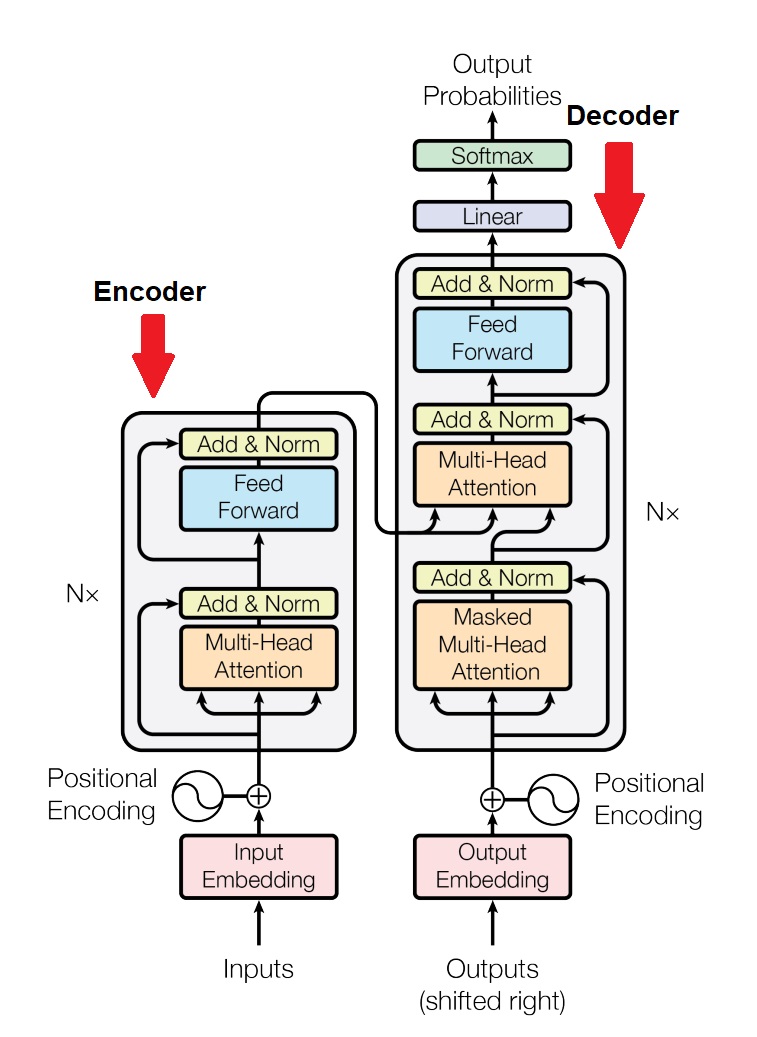 Output
Probabilities
Decoder
Softmax
Linear
Add & Norm
Feed
Forward
Add & Norm
Multi-Head
Attention
Add & Norm
Masked
Multi-Head
Attention
N×
Encoder
Add & Norm
Feed
Forward
Add & Norm
Multi-Head
Attention
N×
Positional
Encoding
Positional
Encoding
Input
Embedding
Output
Embedding
Inputs
Outputs
(shifted right)